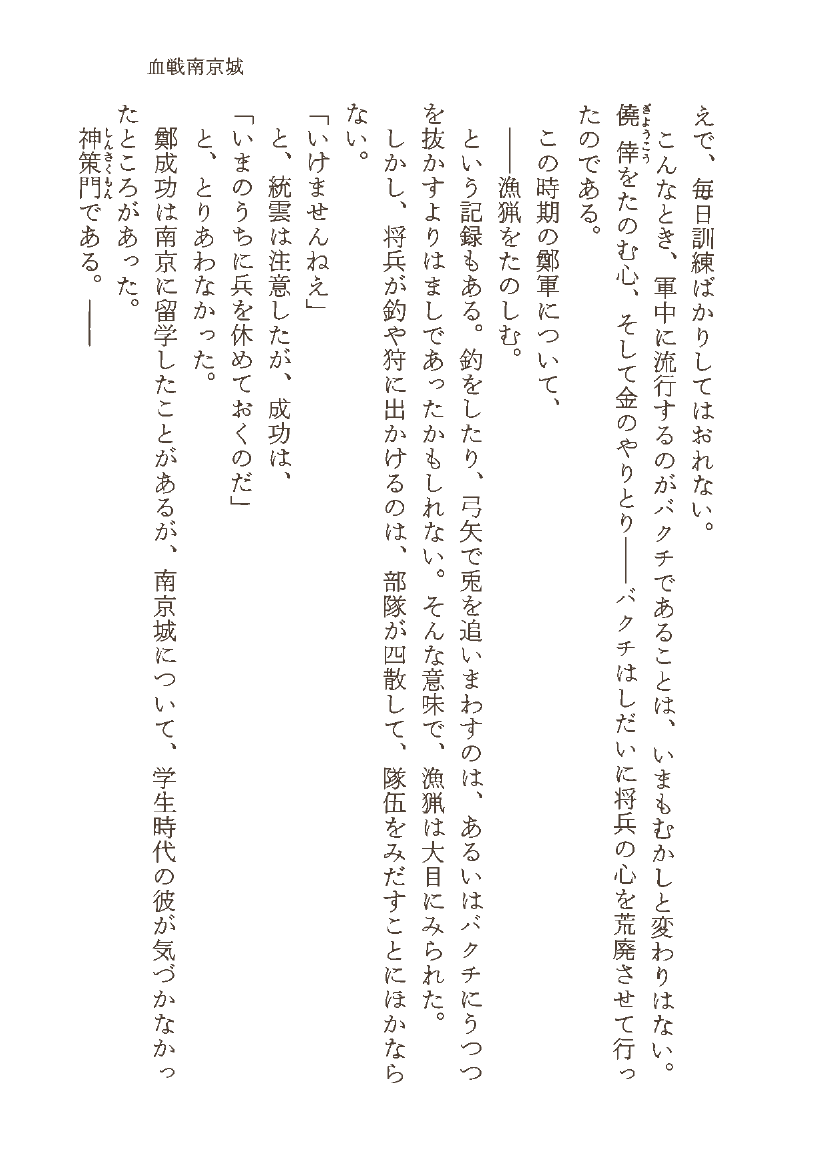 血戦南京城
えで、毎日訓練ばかりしてはおれない。
こんなとき、軍中に流行するのがバクチであることは、いまもむかしと変わりはない。
僥倖をたのむ心、そして金のやりとり――バクチはしだいに将兵の心を荒廃させて行っ
ぎょうこう
たのである。
この時期の鄭軍について、
――漁猟をたのしむ。
という記録もある。釣をしたり、弓矢で兎を追いまわすのは、あるいはバクチにうつつ
を抜かすよりはましであったかもしれない。そんな意味で、漁猟は大目にみられた。
しかし、将兵が釣や狩に出かけるのは、部隊が四散して、隊伍をみだすことにほかなら
ない。
「いけませんねえ」
と、統雲は注意したが、成功は、
「いまのうちに兵を休めておくのだ」
と、とりあわなかった。
鄭成功は南京に留学したことがあるが、南京城について、学生時代の彼が気づかなかっ
たところがあった。
神策門である。――
しんさくもん